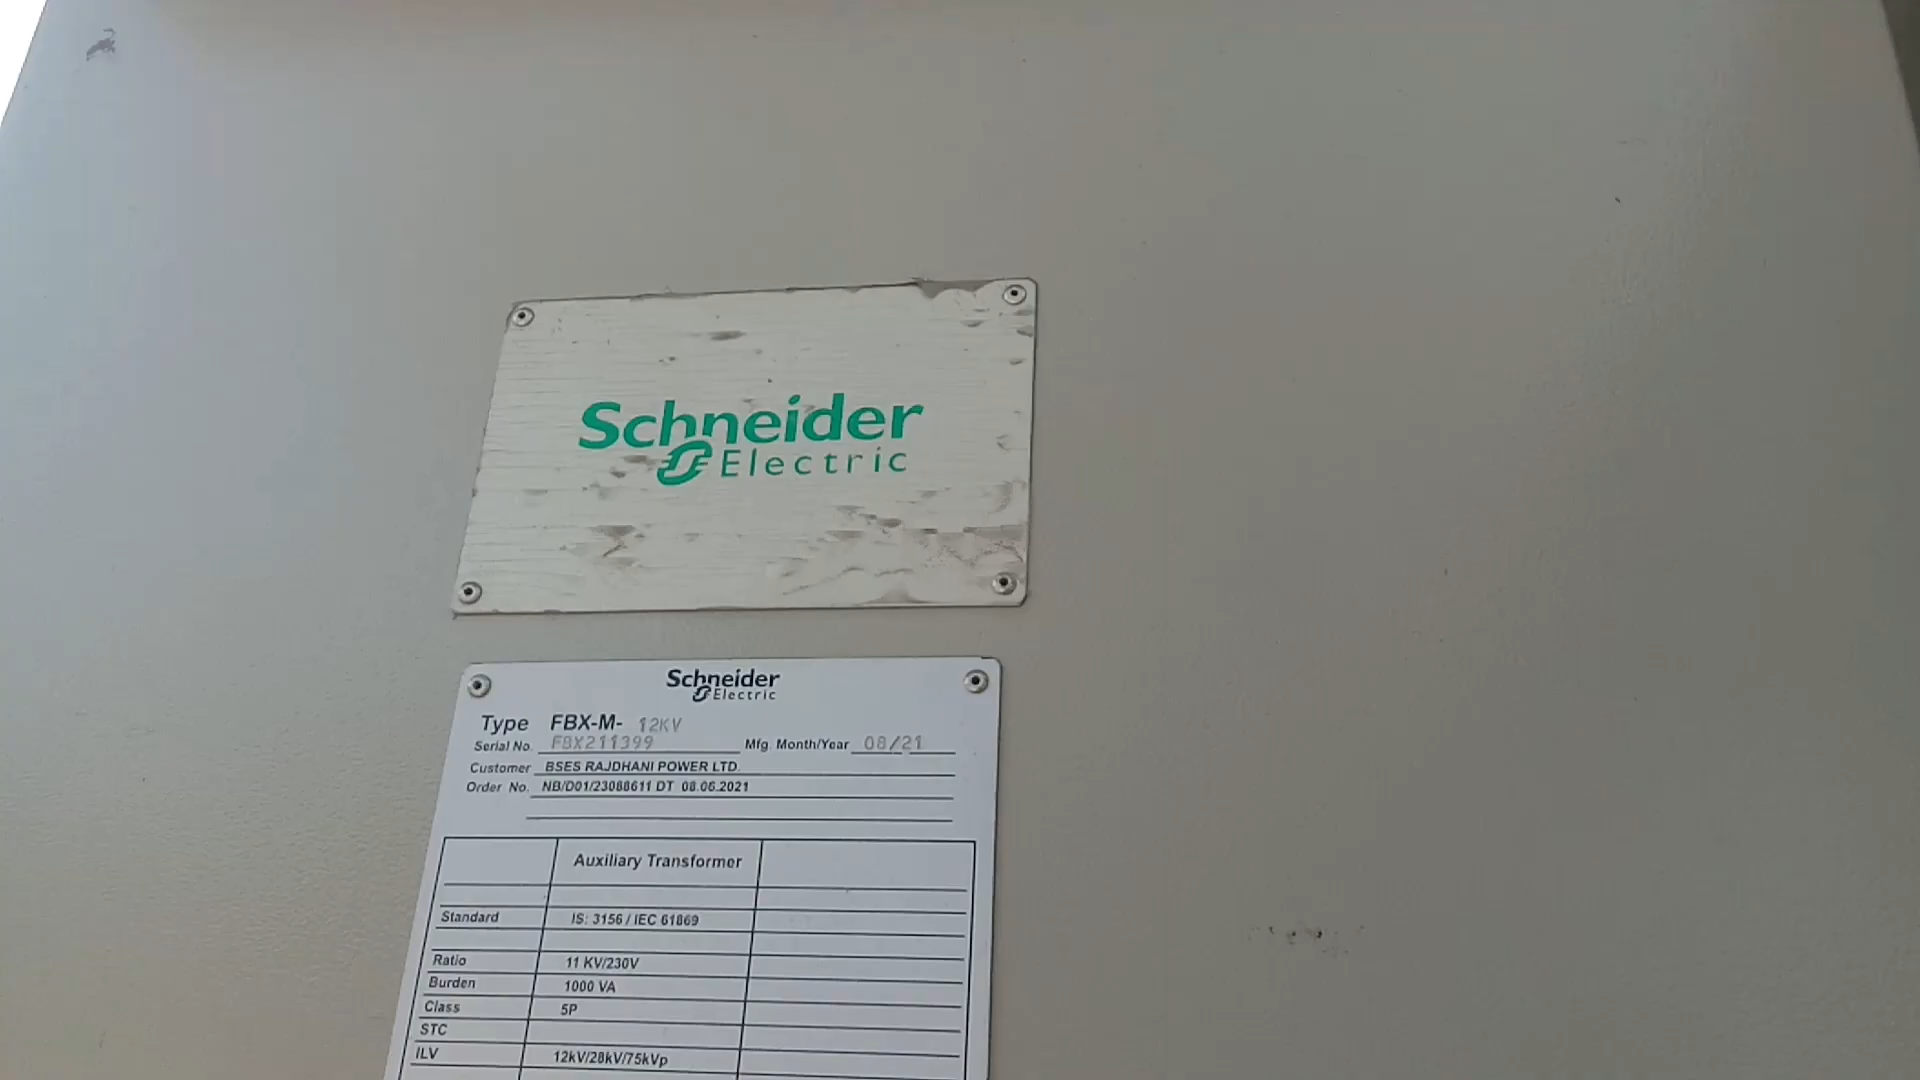 Schneider
Electric
Schneider
Electric
Type FBX-M- 12KV
Serial No. FBX211399 Mfg. Month/Year 08/21
Customer BSES RAJDHANI POWER LTD.
Order No. NB/D01/23088611 DT 08.06.2021
Auxiliary Transformer
Standard IS: 3156 / IEC 61869
Ratio 11 KV/230V
Burden 1000 VA
Class 5P
STC
ILV 12kV/28kV/75kVp